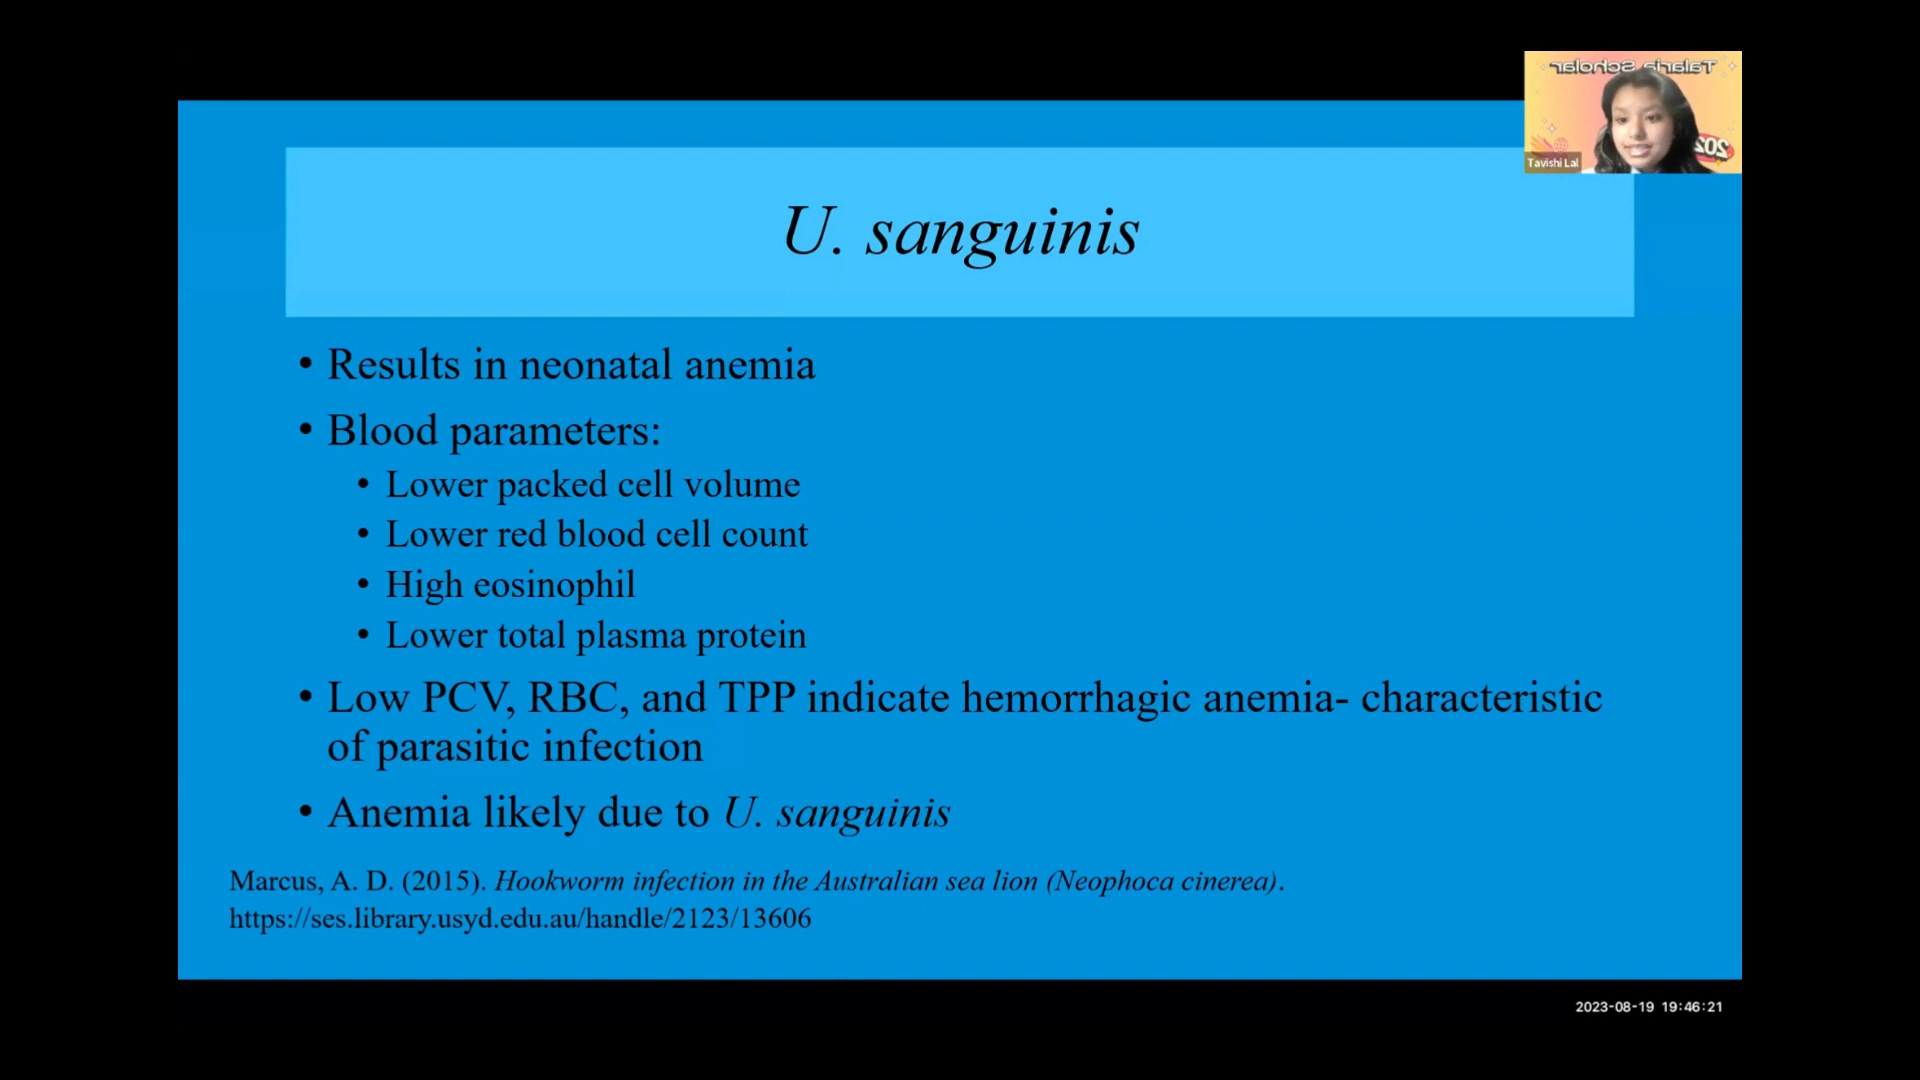 Talaria Scholar
202
Tavishi Lal
U. sanguinis
• Results in neonatal anemia
• Blood parameters:
• Lower packed cell volume
• Lower red blood cell count
• High eosinophil
• Lower total plasma protein
• Low PCV, RBC, and TPP indicate hemorrhagic anemia- characteristic
of parasitic infection
• Anemia likely due to U. sanguinis
Marcus, A. D. (2015). Hookworm infection in the Australian sea lion (Neophoca cinerea).
https://ses.library.usyd.edu.au/handle/2123/13606
2023-08-19 19:46:21